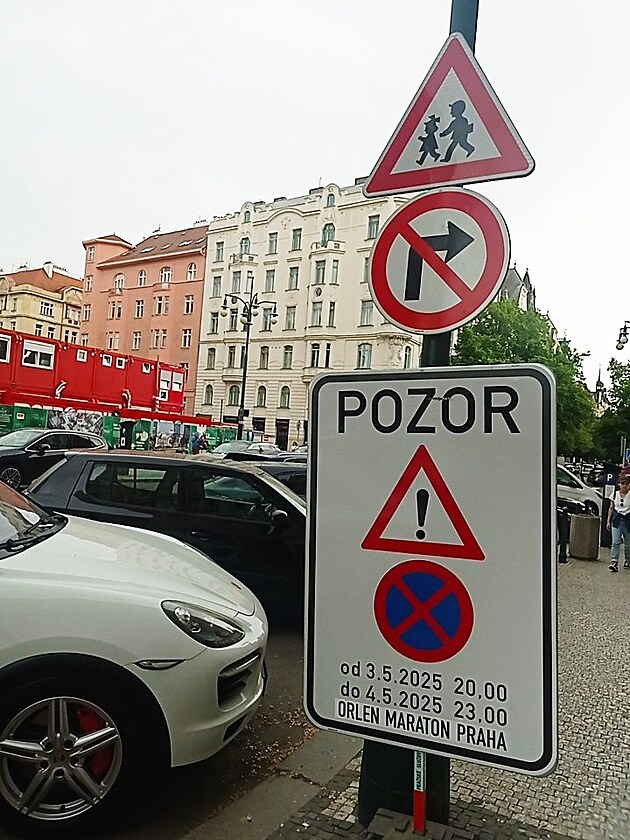 POZOR
!
od 3.5.2025 20.00
do 4.5.2025 23.00
ORLEN MARATON PRAHA
P